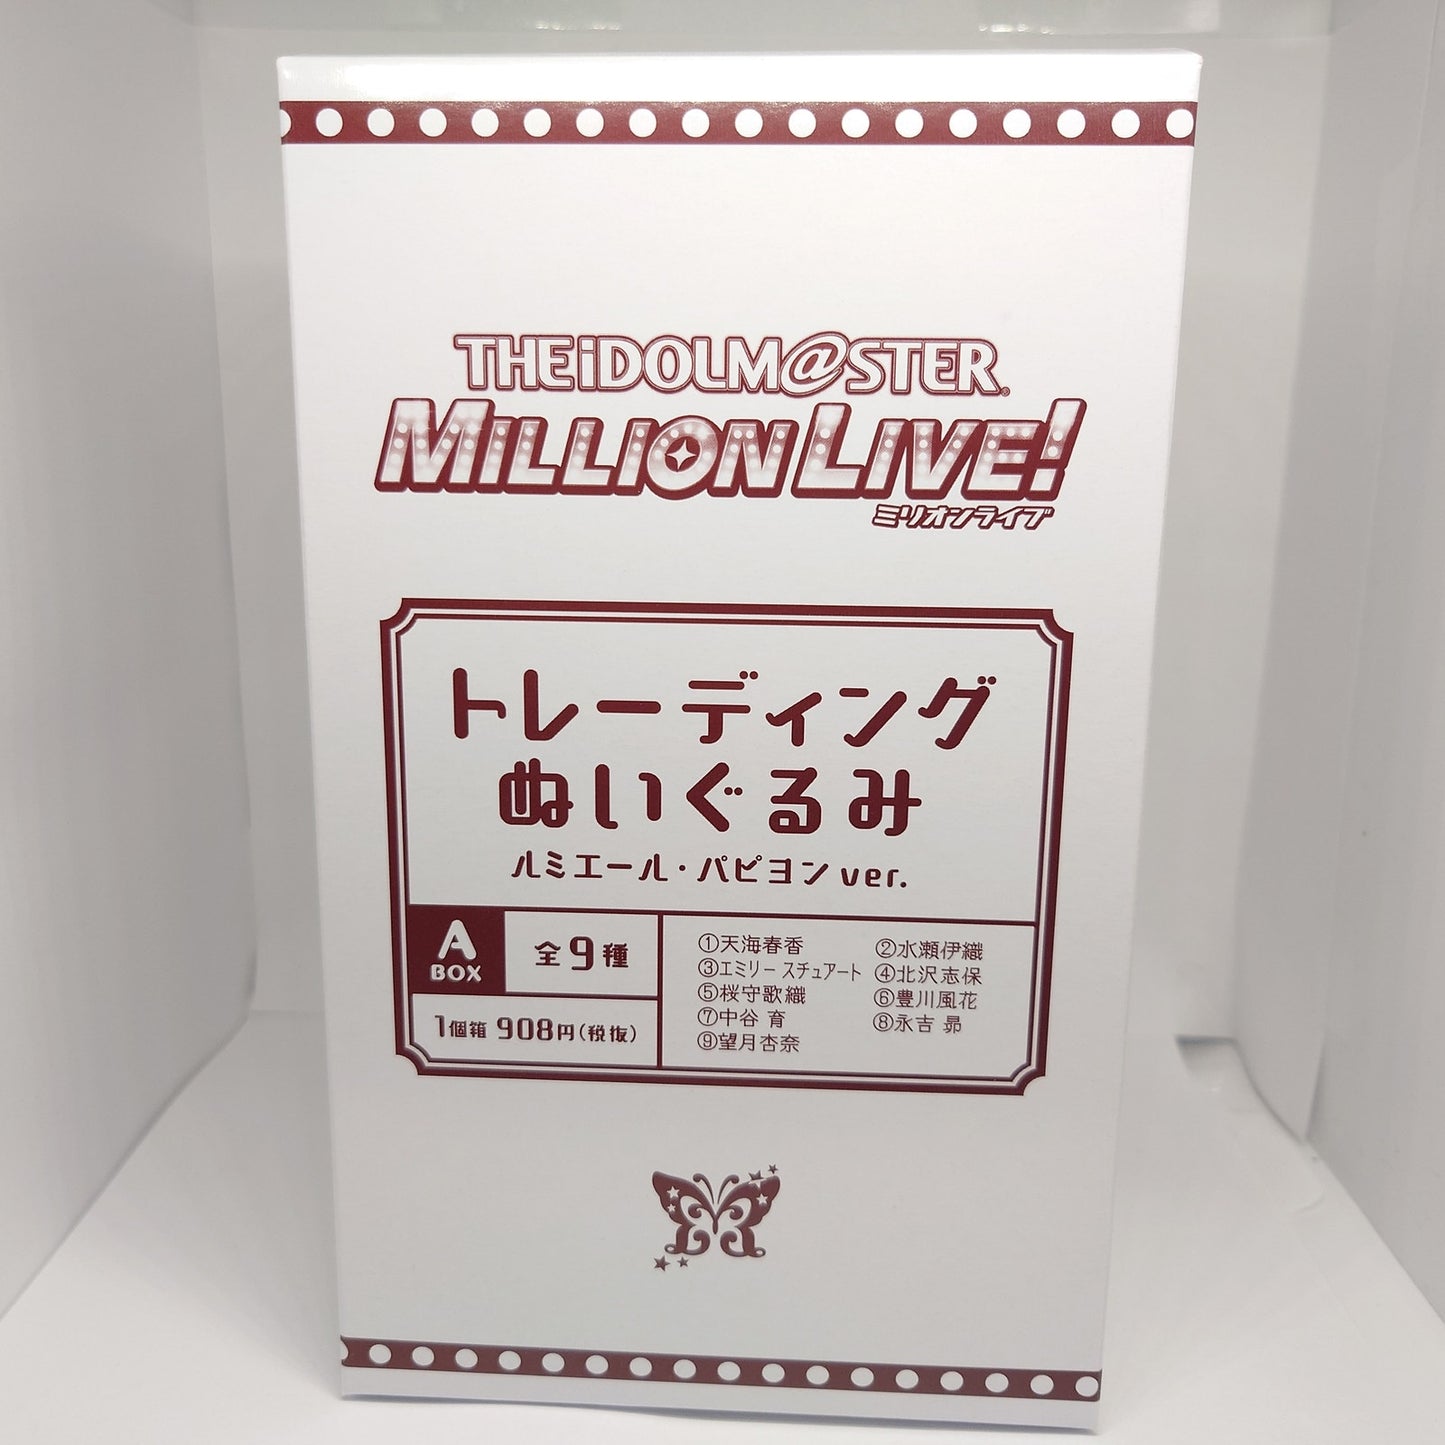 THE iDOLM@STER®
MILLION LIVE!
ミリオンライブ
トレーディング
ぬいぐるみ
ルミエール・パピヨン ver.
A
BOX
全9種
1個箱 908円(税抜)
①天海春香 ②水瀬伊織
③エミリー スチュアート ④北沢志保
⑤桜守歌織 ⑥豊川風花
⑦中谷 育 ⑧永吉 昴
⑨望月杏奈